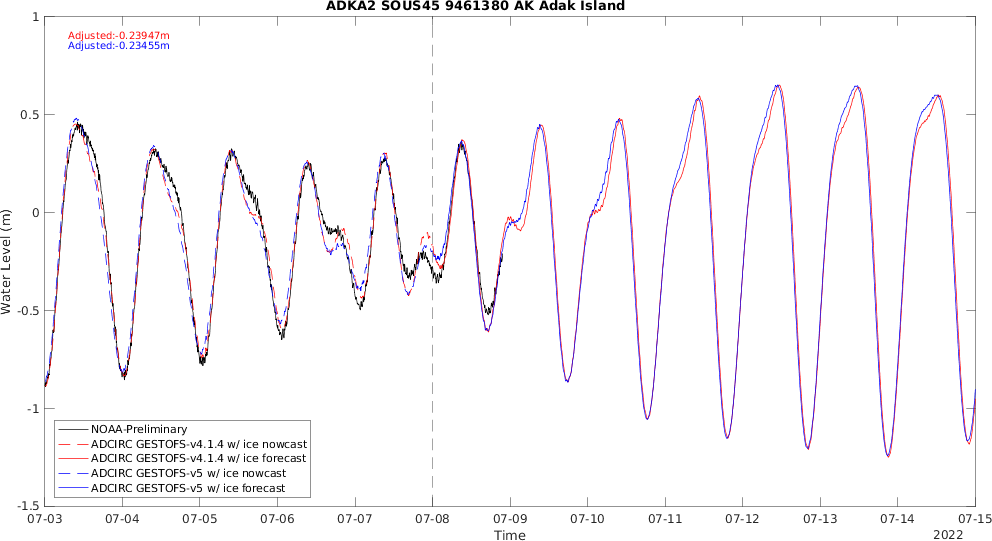 ADKA2 SOUS45 9461380 AK Adak Island
Adjusted:-0.23947m
Adjusted:-0.23455m
Water Level (m)
1
0.5
0
-0.5
-1
-1.5
NOAA-Preliminary
ADCIRC GESTOFS-v4.1.4 w/ ice nowcast
ADCIRC GESTOFS-v4.1.4 w/ ice forecast
ADCIRC GESTOFS-v5 w/ ice nowcast
ADCIRC GESTOFS-v5 w/ ice forecast
07-03 07-04 07-05 07-06 07-07 07-08 07-09 07-10 07-11 07-12 07-13 07-14 07-15
Time
2022